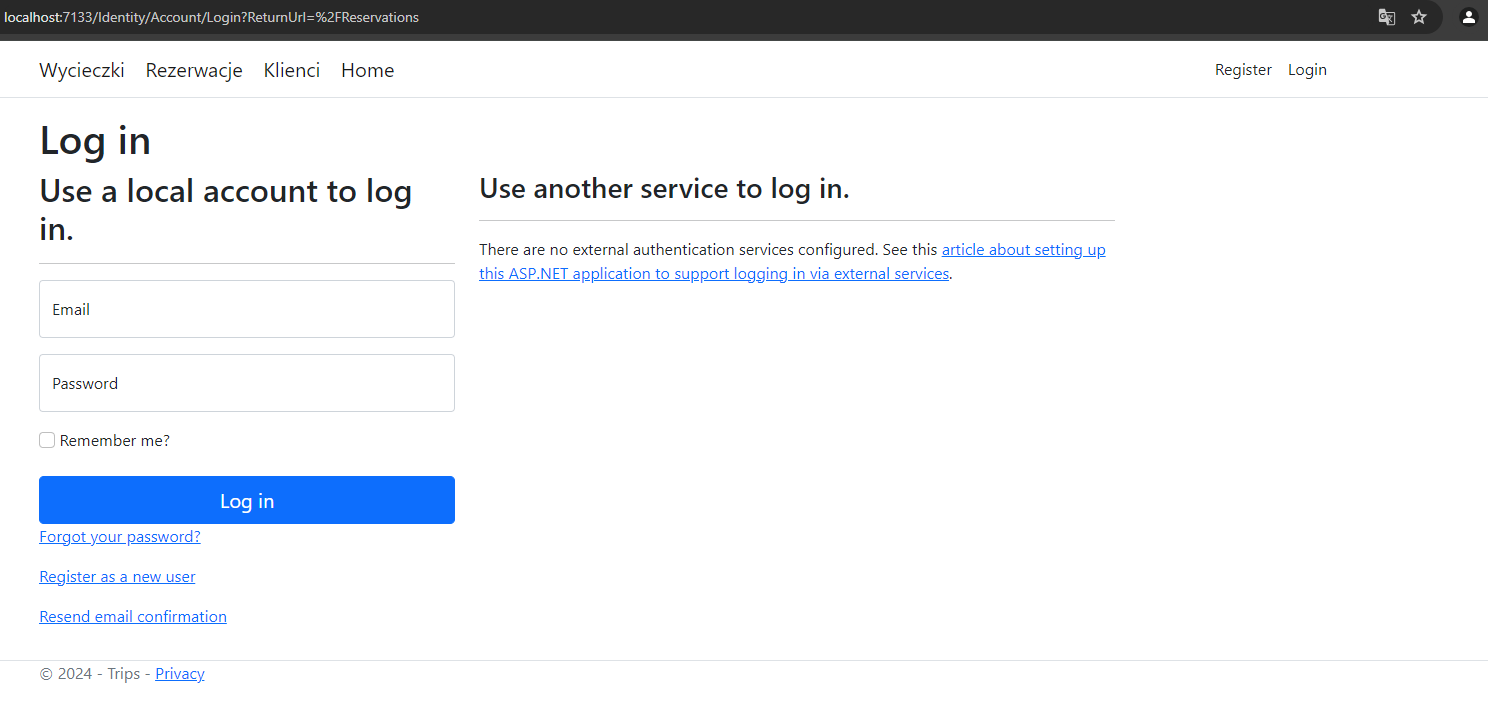 localhost:7133/Identity/Account/Login?ReturnUrl=%2FReservations
Wycieczki Rezerwacje Klienci Home Register Login
Log in
Use a local account to log
in.
Email
Password
Remember me?
Log in
Forgot your password?
Register as a new user
Resend email confirmation
Use another service to log in.
There are no external authentication services configured. See this article about setting up
this ASP.NET application to support logging in via external services.
© 2024 - Trips - Privacy